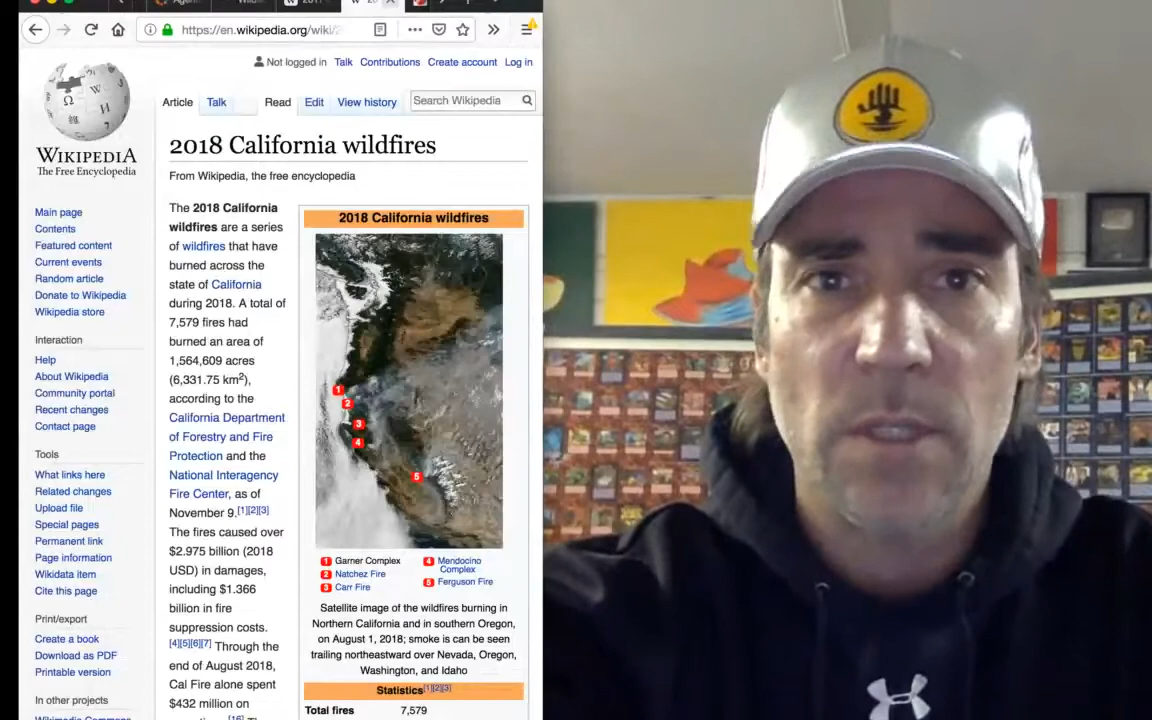 https://en.wikipedia.org/wiki/2
Not logged in Talk Contributions Create account Log in
Article Talk Read Edit View history Search Wikipedia
WIKIPEDIA
The Free Encyclopedia
Main page
Contents
Featured content
Current events
Random article
Donate to Wikipedia
Wikipedia store
Interaction
Help
About Wikipedia
Community portal
Recent changes
Contact page
Tools
What links here
Related changes
Upload file
Special pages
Permanent link
Page information
Wikidata item
Cite this page
Print/export
Create a book
Download as PDF
Printable version
In other projects
Wikimedia Commons
2018 California wildfires
From Wikipedia, the free encyclopedia
The 2018 California
wildfires are a series
of wildfires that have
burned across the
state of California
during 2018. A total of
7,579 fires had
burned an area of
1,564,609 acres
(6,331.75 km²),
according to the
California Department
of Forestry and Fire
Protection and the
National Interagency
Fire Center, as of
November 9.[1][2][3]
The fires caused over
$2.975 billion (2018
USD) in damages,
including $1.366
billion in fire
suppression costs.
[4][5][6][7] Through the
end of August 2018,
Cal Fire alone spent
$432 million on
[16] The
2018 California wildfires
1
2
3
4
5
1 Garner Complex
2 Natchez Fire
3 Carr Fire
4 Mendocino
Complex
5 Ferguson Fire
Satellite image of the wildfires burning in
Northern California and in southern Oregon,
on August 1, 2018; smoke is can be seen
trailing northeastward over Nevada, Oregon,
Washington, and Idaho
Statistics[1][2][3]
Total fires 7,579